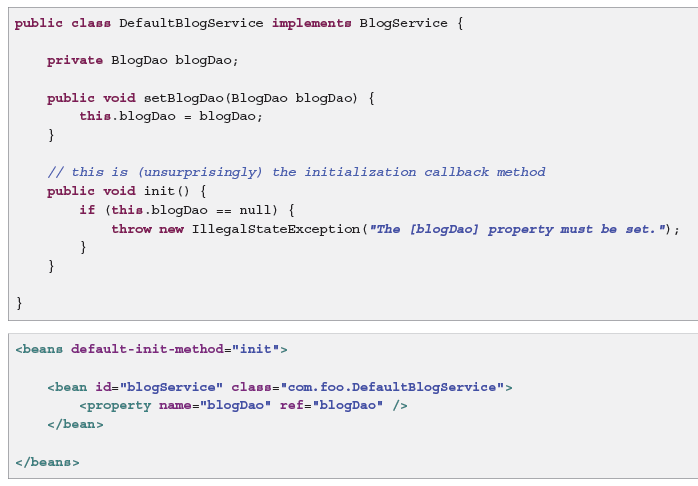 public class DefaultBlogService implements BlogService {
private BlogDao blogDao;
public void setBlogDao(BlogDao blogDao) {
this.blogDao = blogDao;
}
// this is (unsurprisingly) the initialization callback method
public void init() {
if (this.blogDao == null) {
throw new IllegalStateException("The [blogDao] property must be set.");
}
}
}
<beans default-init-method="init">
<bean id="blogService" class="com.foo.DefaultBlogService">
<property name="blogDao" ref="blogDao" />
</bean>
</beans>